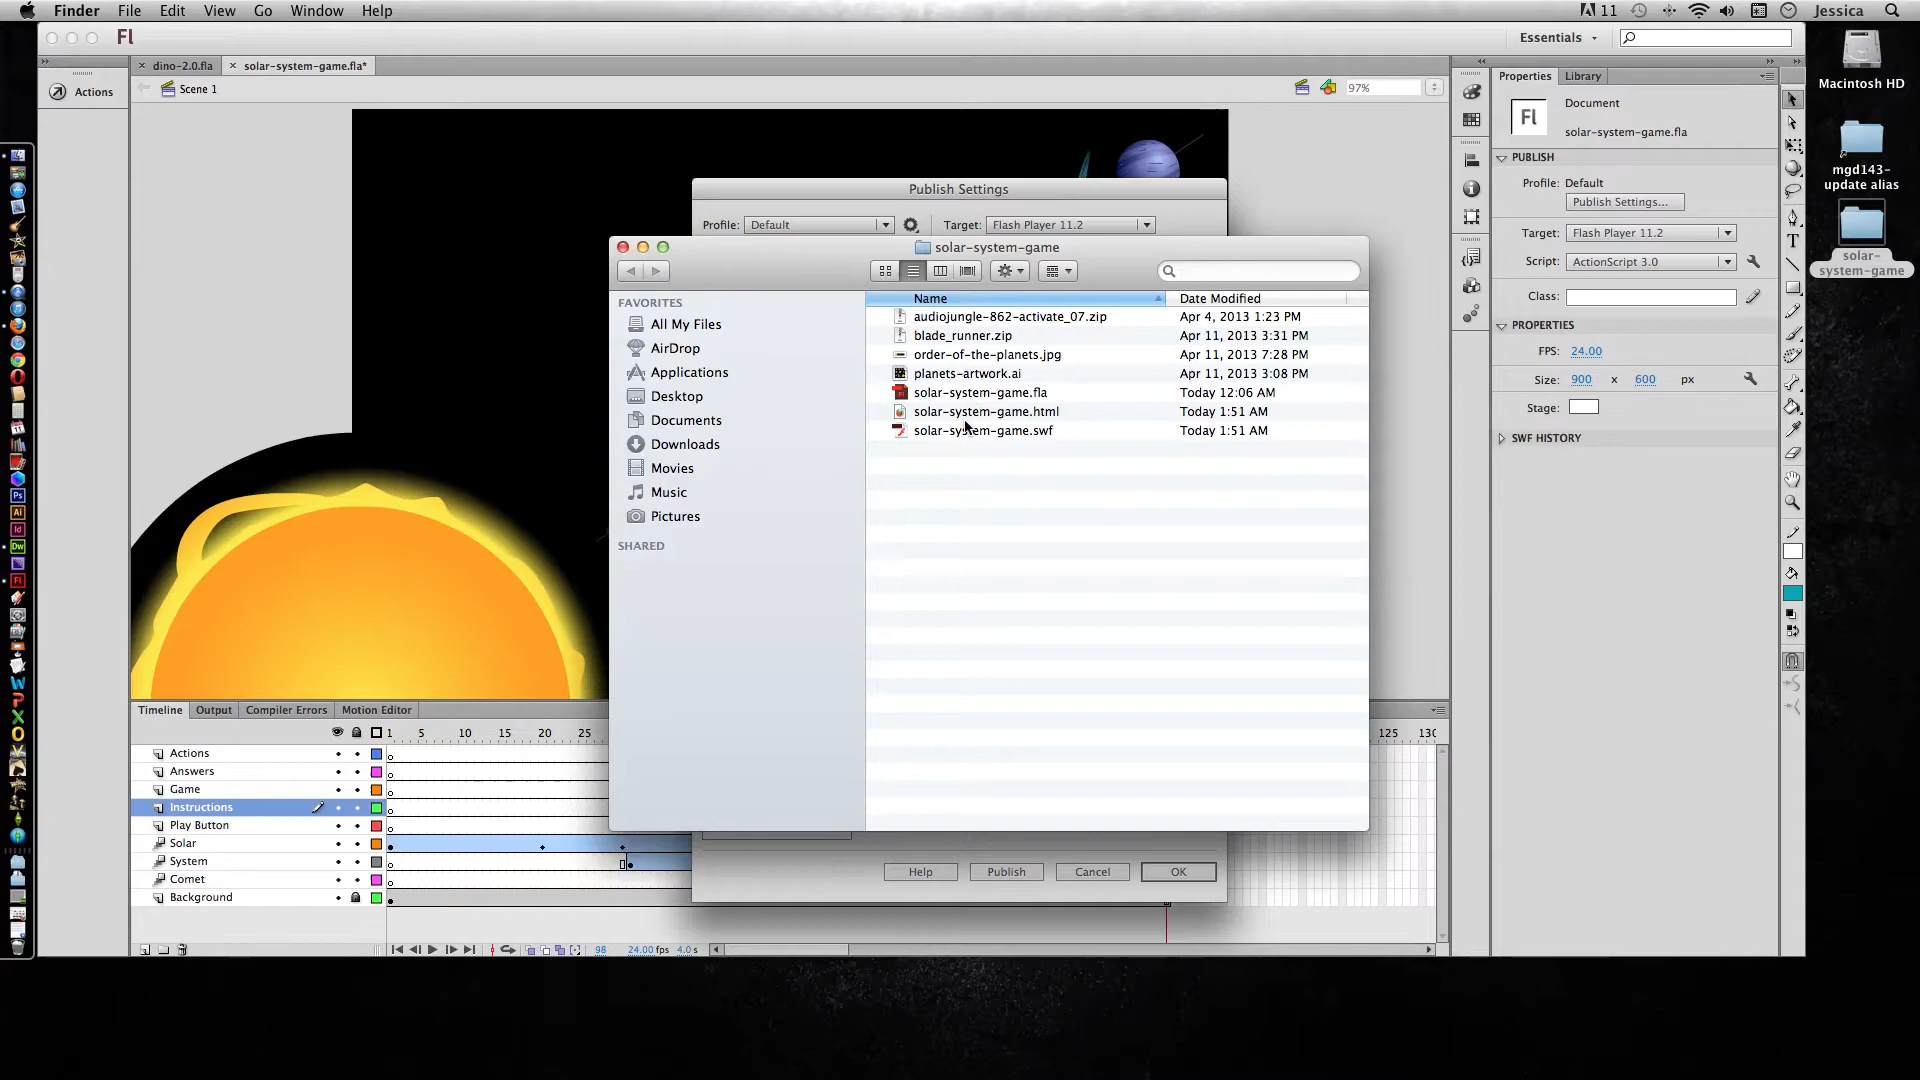 Finder File Edit View Go Window Help 11 Jessica
Fl Essentials
dino-2.0.fla solar-system-game.fla*
Actions Scene 1 97%
Properties Library
Fl Document
solar-system-game.fla
PUBLISH
Profile: Default
Publish Settings...
Target: Flash Player 11.2
Script: ActionScript 3.0
Class:
PROPERTIES
FPS: 24.00
Size: 900 x 600 px
Stage:
SWF HISTORY
Macintosh HD
mgd143-
update alias
solar-
system-game
Publish Settings
Profile: Default Target: Flash Player 11.2
solar-system-game
FAVORITES
All My Files
AirDrop
Applications
Desktop
Documents
Downloads
Movies
Music
Pictures
SHARED
Name Date Modified
audiojungle-862-activate_07.zip Apr 4, 2013 1:23 PM
blade_runner.zip Apr 11, 2013 3:31 PM
order-of-the-planets.jpg Apr 11, 2013 7:28 PM
planets-artwork.ai Apr 11, 2013 3:08 PM
solar-system-game.fla Today 12:06 AM
solar-system-game.html Today 1:51 AM
solar-system-game.swf Today 1:51 AM
Help Publish Cancel OK
Timeline Output Compiler Errors Motion Editor
1 5 10 15 20 25 125 130
Actions
Answers
Game
Instructions
Play Button
Solar
System
Comet
Background
98 24.00 fps 4.0 s
Ps
Ai
Id
Dw
Fl